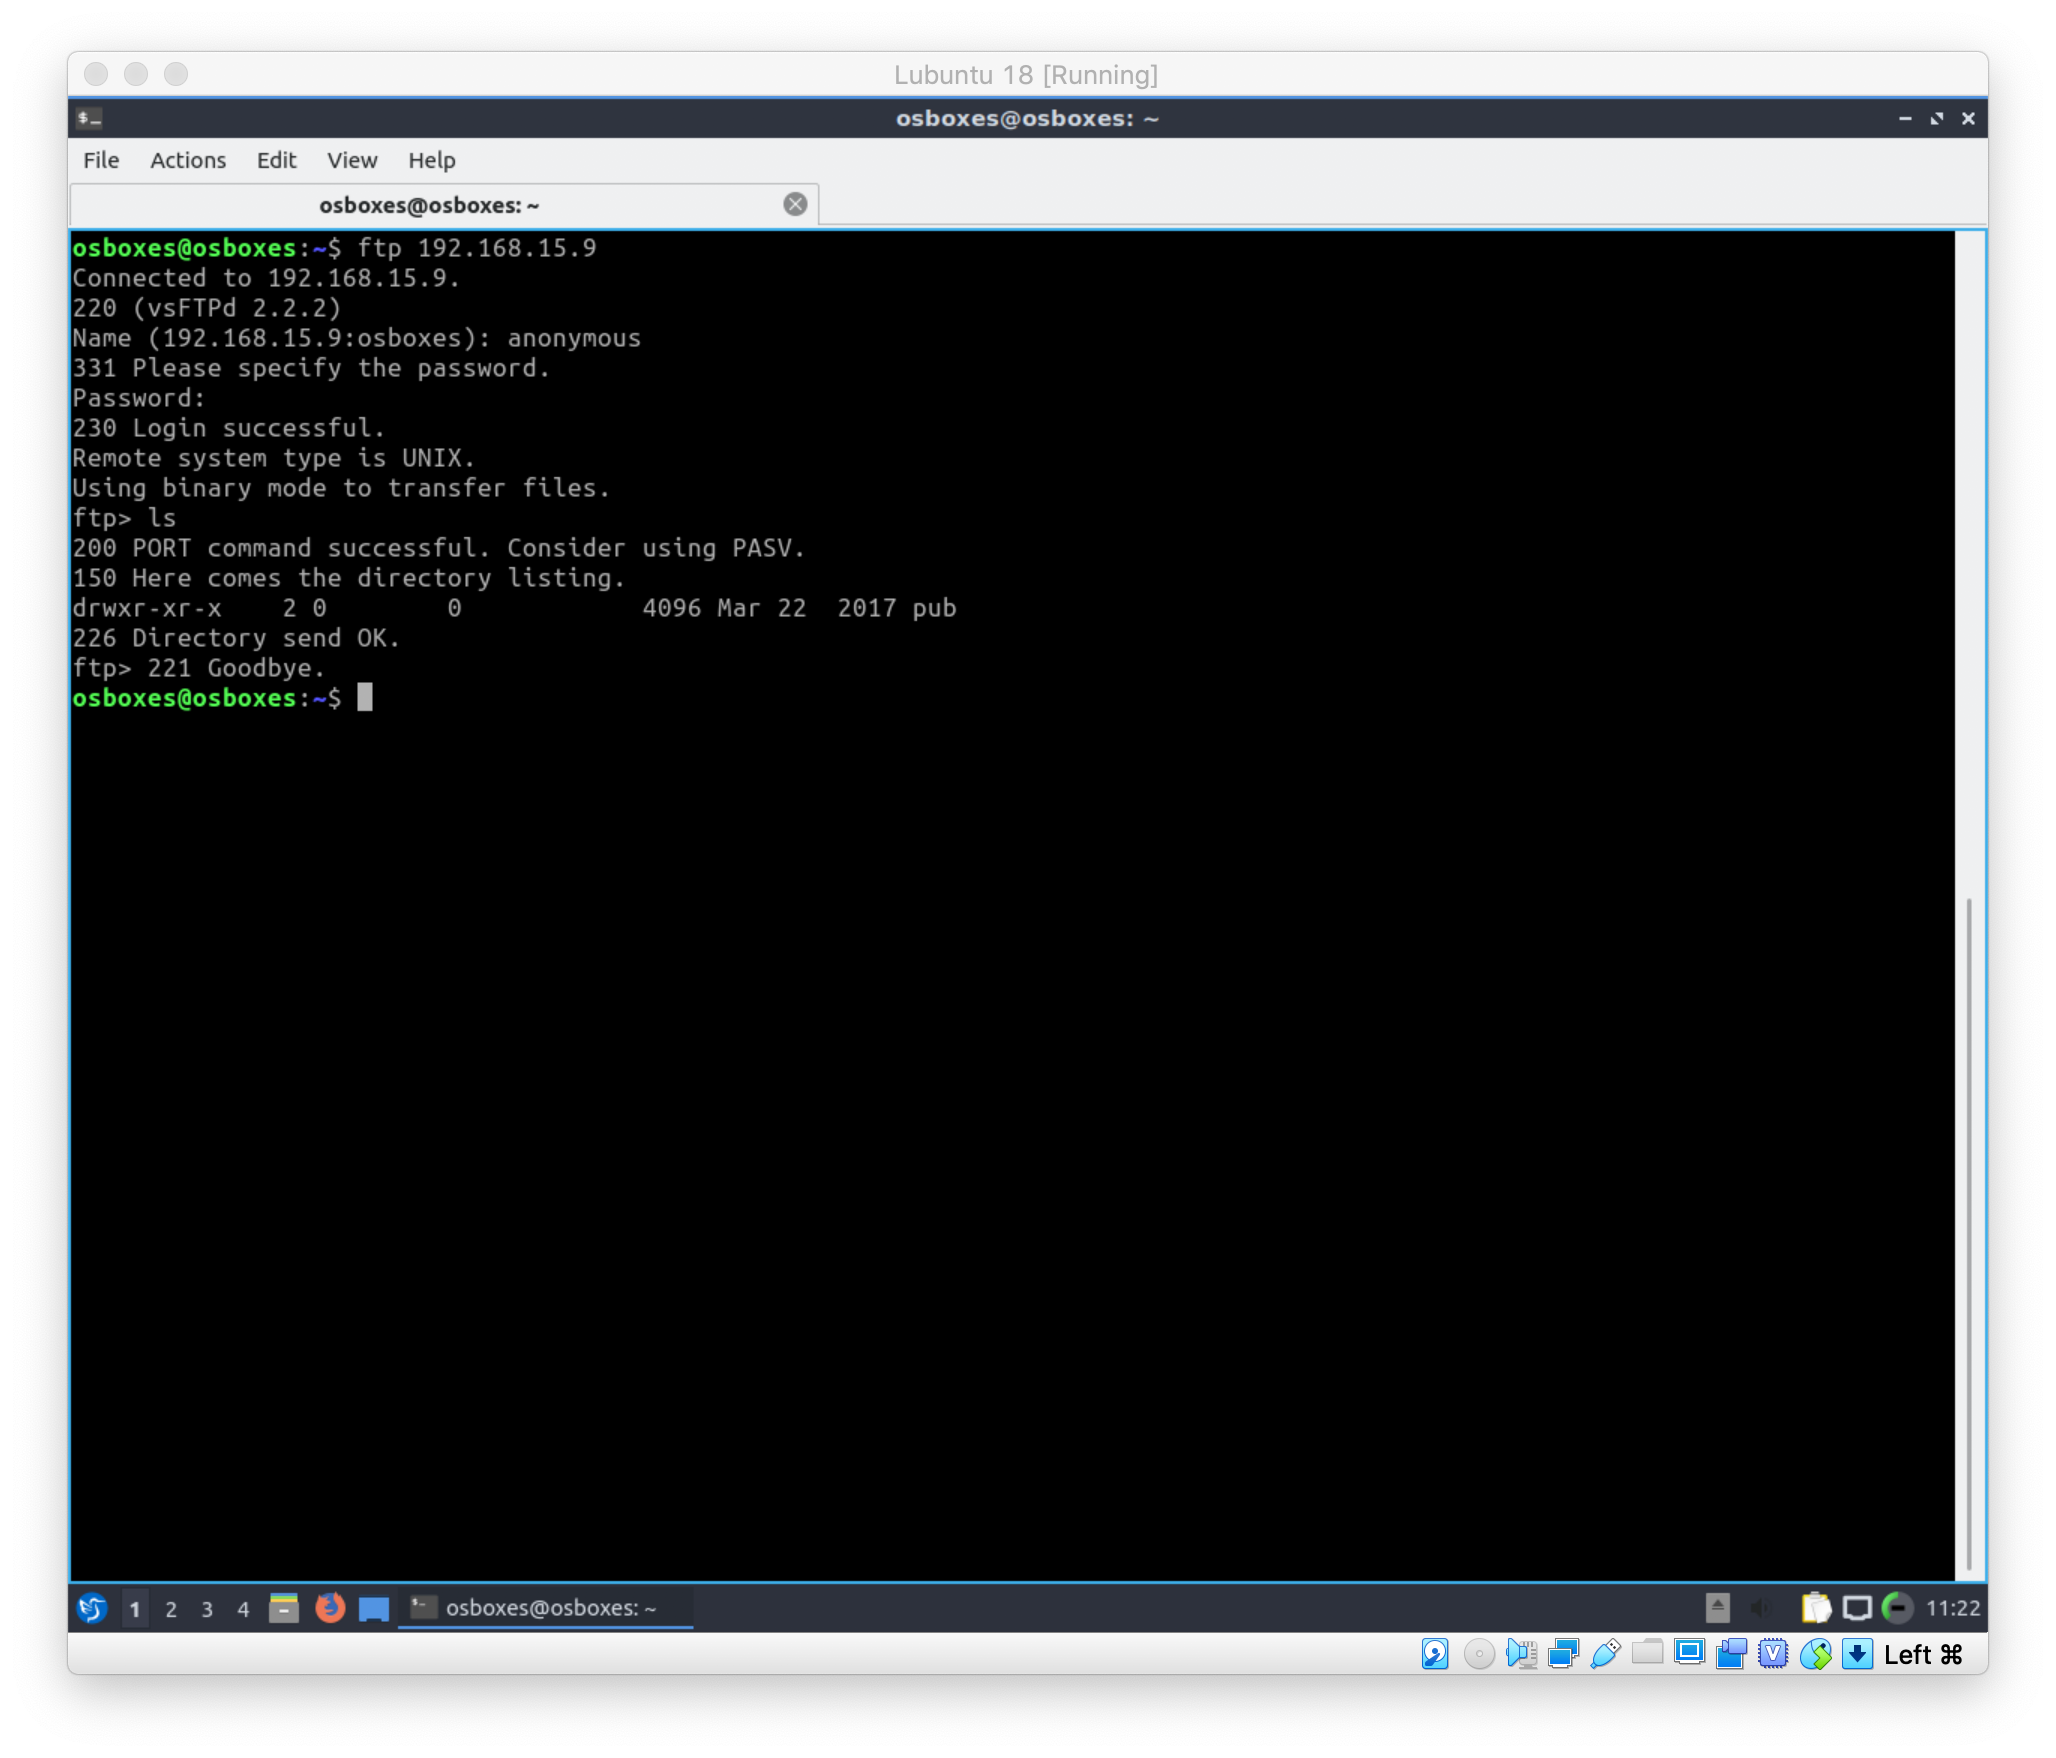 Lubuntu 18 [Running]
$_
osboxes@osboxes: ~
File Actions Edit View Help
osboxes@osboxes: ~
osboxes@osboxes:~$ ftp 192.168.15.9
Connected to 192.168.15.9.
220 (vsFTPd 2.2.2)
Name (192.168.15.9:osboxes): anonymous
331 Please specify the password.
Password:
230 Login successful.
Remote system type is UNIX.
Using binary mode to transfer files.
ftp> ls
200 PORT command successful. Consider using PASV.
150 Here comes the directory listing.
drwxr-xr-x    2 0        0            4096 Mar 22  2017 pub
226 Directory send OK.
ftp> 221 Goodbye.
osboxes@osboxes:~$
1 2 3 4 osboxes@osboxes: ~ 11:22
V Left ⌘